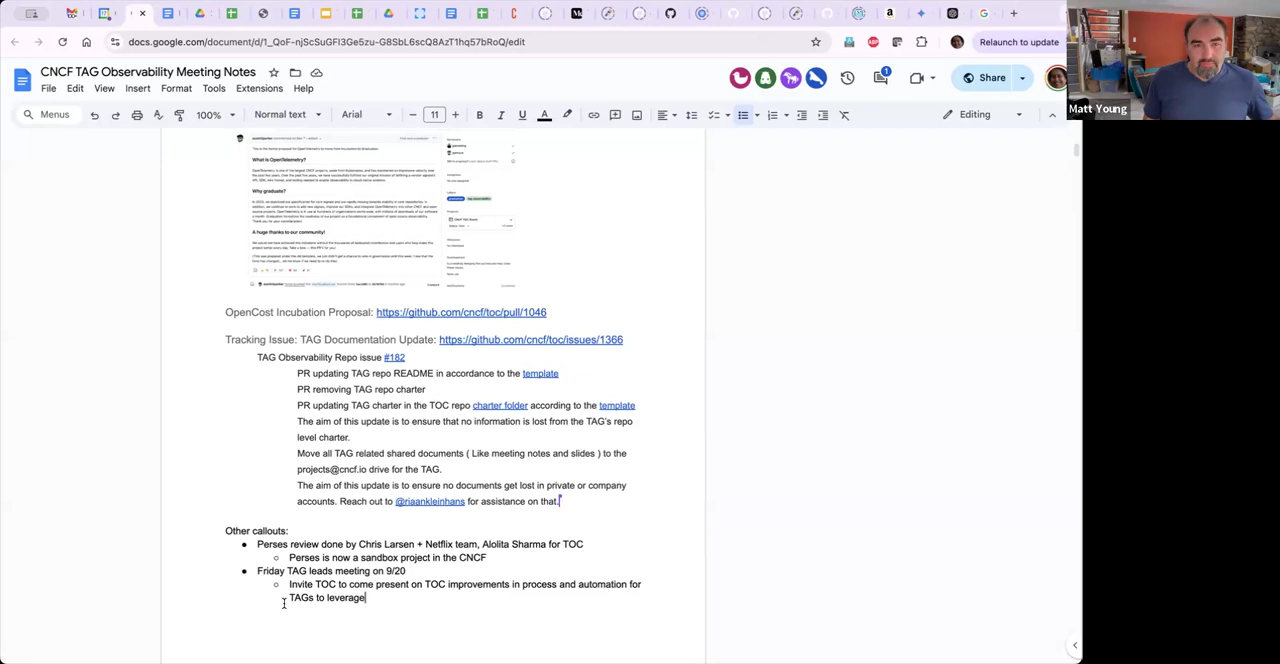 docs.google.com/document/d/1_QoF-njScSuGFl3Ge5zu-G8S
edit
Relaunch to update
CNCF TAG Observability Meeting Notes
File Edit View Insert Format Tools Extensions Help
1
Share
Matt Young
Menus
100%
Normal text
Arial
11
B I U A
Editing
What is OpenTelemetry?
Why graduate?
A huge thanks to our community!
OpenCost Incubation Proposal: https://github.com/cncf/toc/pull/1046
Tracking Issue: TAG Documentation Update: https://github.com/cncf/toc/issues/1366
TAG Observability Repo issue #182
PR updating TAG repo README in accordance to the template
PR removing TAG repo charter
PR updating TAG charter in the TOC repo charter folder according to the template
The aim of this update is to ensure that no information is lost from the TAG's repo
level charter.
Move all TAG related shared documents ( Like meeting notes and slides ) to the
projects@cncf.io drive for the TAG.
The aim of this update is to ensure no documents get lost in private or company
accounts. Reach out to @riaankleinhans for assistance on that.
Other callouts:
● Perses review done by Chris Larsen + Netflix team, Alolita Sharma for TOC
○ Perses is now a sandbox project in the CNCF
● Friday TAG leads meeting on 9/20
○ Invite TOC to come present on TOC improvements in process and automation for
TAGs to leverage